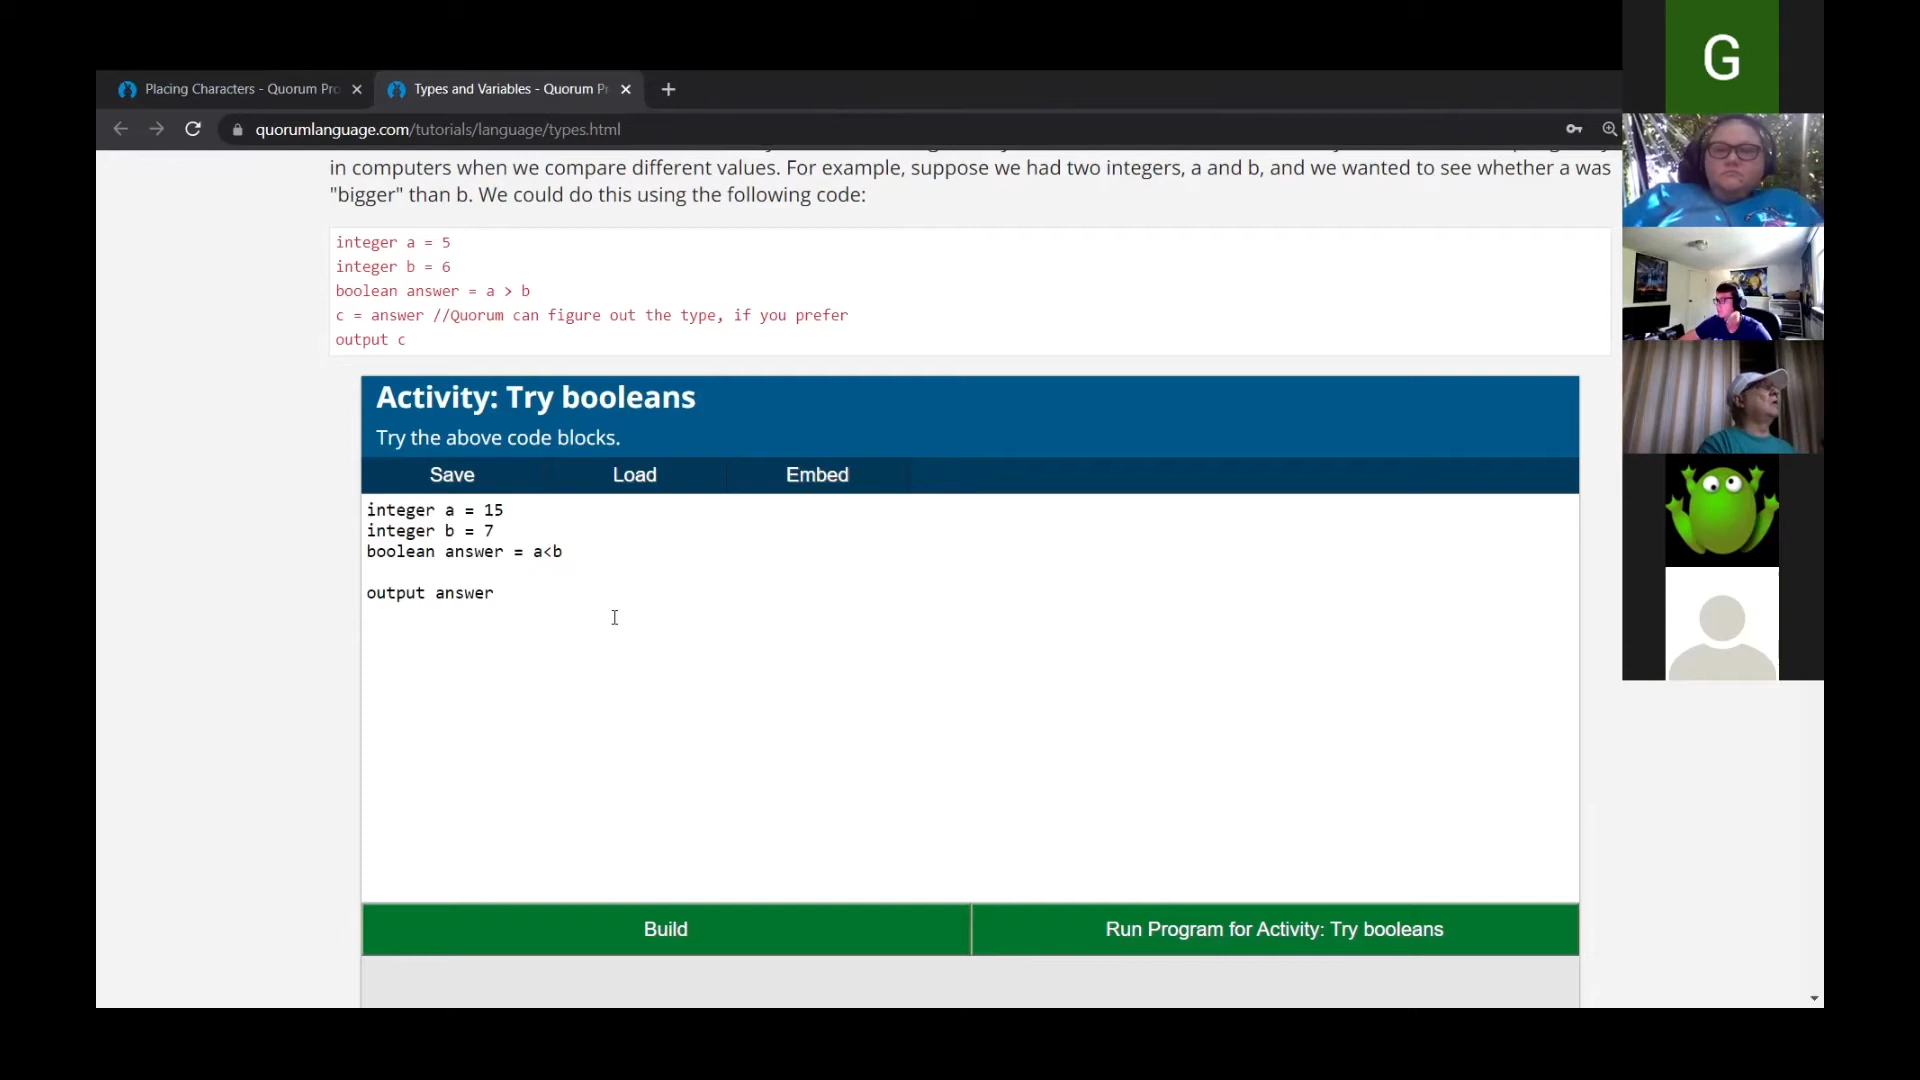 Placing Characters - Quorum Pro
Types and Variables - Quorum Pr
quorumlanguage.com/tutorials/language/types.html
in computers when we compare different values. For example, suppose we had two integers, a and b, and we wanted to see whether a was
"bigger" than b. We could do this using the following code:
integer a = 5
integer b = 6
boolean answer = a > b
c = answer //Quorum can figure out the type, if you prefer
output c
Activity: Try booleans
Try the above code blocks.
Save Load Embed
integer a = 15
integer b = 7
boolean answer = a<b
output answer
Build
Run Program for Activity: Try booleans
G